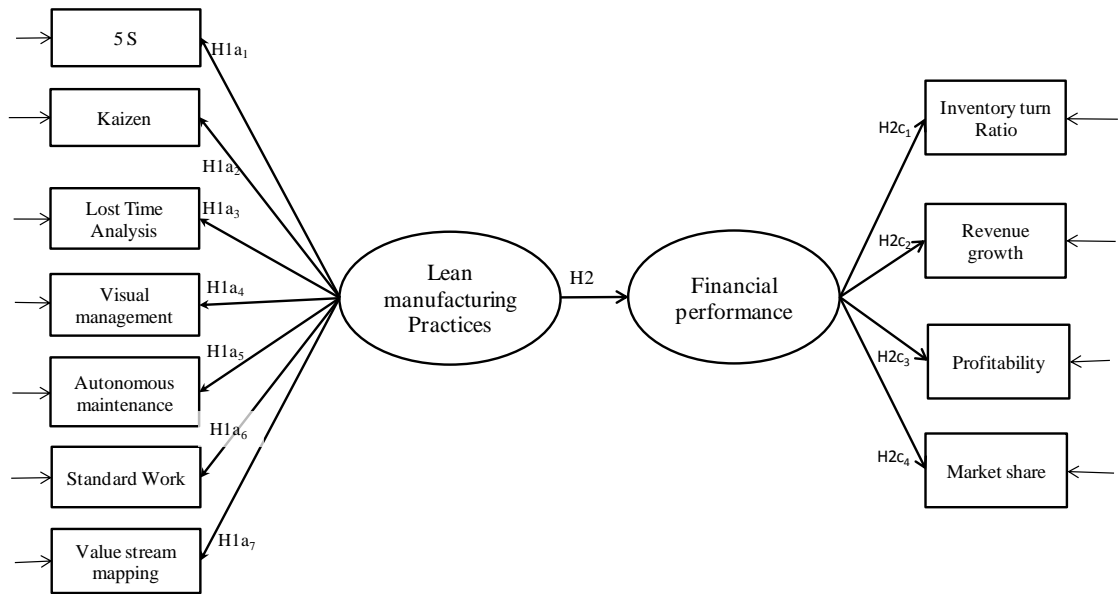 5 S
H1a₁
Kaizen
H1a₂
Lost Time
Analysis
H1a₃
Visual
management
H1a₄
Autonomous
maintenance
H1a₅
Standard Work
H1a₆
Value stream
mapping
H1a₇
Lean
manufacturing
Practices
H2
Financial
performance
H2c₁
Inventory turn
Ratio
H2c₂
Revenue
growth
H2c₃
Profitability
H2c₄
Market share